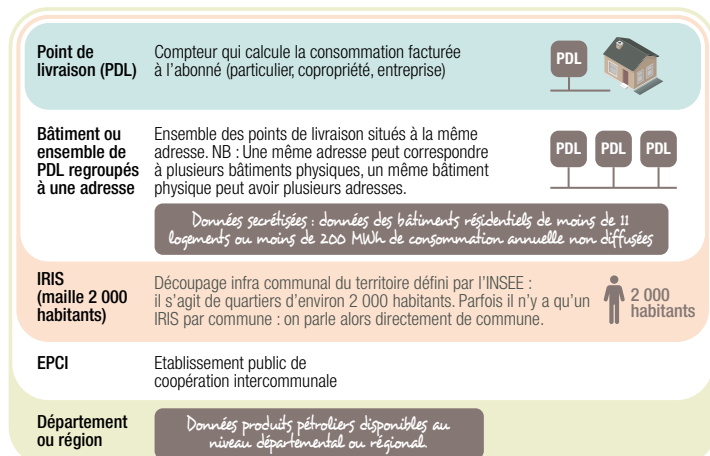 Point de
livraison (PDL)
Compteur qui calcule la consommation facturée
à l'abonné (particulier, copropriété, entreprise)
PDL
Bâtiment ou
ensemble de
PDL regroupés
à une adresse
Ensemble des points de livraison situés à la même
adresse. NB : Une même adresse peut correspondre
à plusieurs bâtiments physiques, un même bâtiment
physique peut avoir plusieurs adresses.
PDL PDL PDL
Données secrétisées : données des bâtiments résidentiels de moins de 11
logements ou moins de 200 MWh de consommation annuelle non diffusées
IRIS
(maille 2 000
habitants)
Découpage infra communal du territoire défini par l'INSEE :
il s'agit de quartiers d'environ 2 000 habitants. Parfois il n'y a qu'un
IRIS par commune : on parle alors directement de commune.
2 000
habitants
EPCI
Etablissement public de
coopération intercommunale
Département
ou région
Données produits pétroliers disponibles au
niveau départemental ou régional.